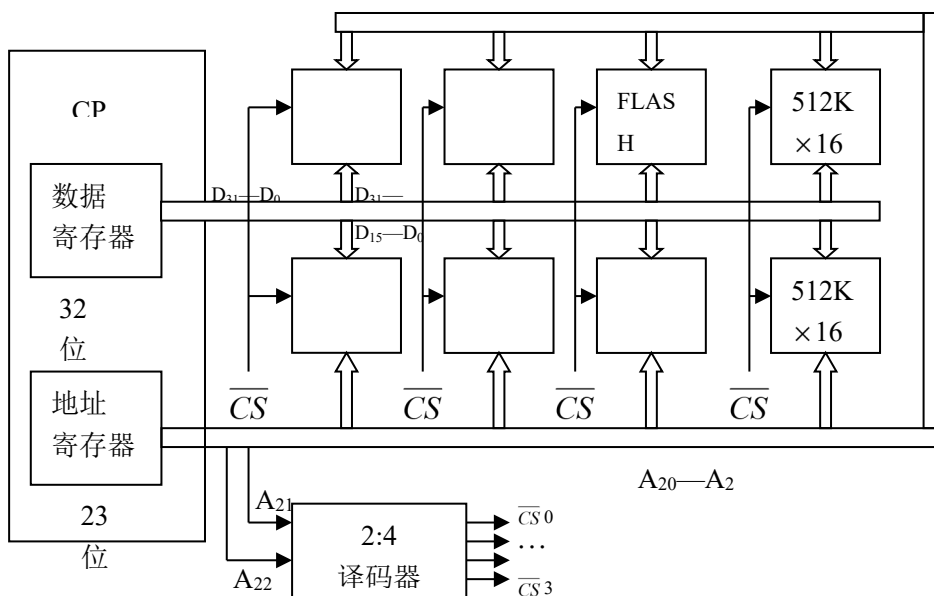 CP
FLAS
H
512K
×16
数据
寄存器
D31—D0
D31—
D15—D0
32
位
512K
×16
地址
寄存器
CS
CS
CS
CS
A20—A2
23
位
A21
A22
2:4
译码器
CS 0
…
CS 3